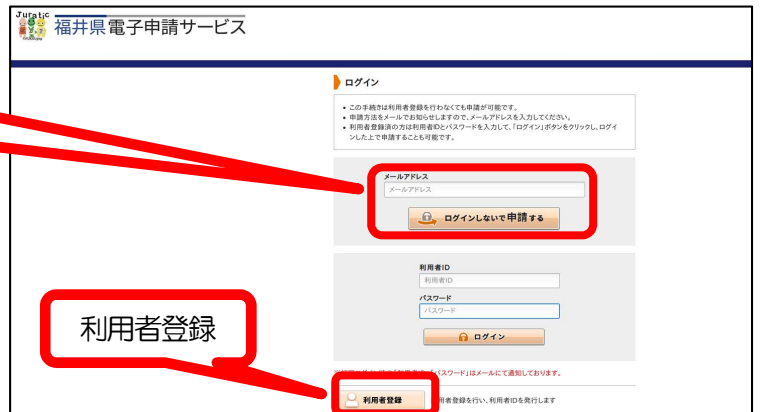 Juratic
福井県電子申請サービス
ログイン
• この手続きは利用者登録を行わなくても申請が可能です。
• 申請方法をメールでお知らせしますので、メールアドレスを入力してください。
• 利用者登録済の方は利用者IDとパスワードを入力して、「ログイン」ボタンをクリックし、ログイ
ンした上で申請することも可能です。
メールアドレス
メールアドレス
ログインしないで申請する
利用者ID
利用者ID
パスワード
パスワード
ログイン
利用者登録
「パスワード」はメールにて通知しております。
利用者登録
用者登録を行い、利用者IDを発行します